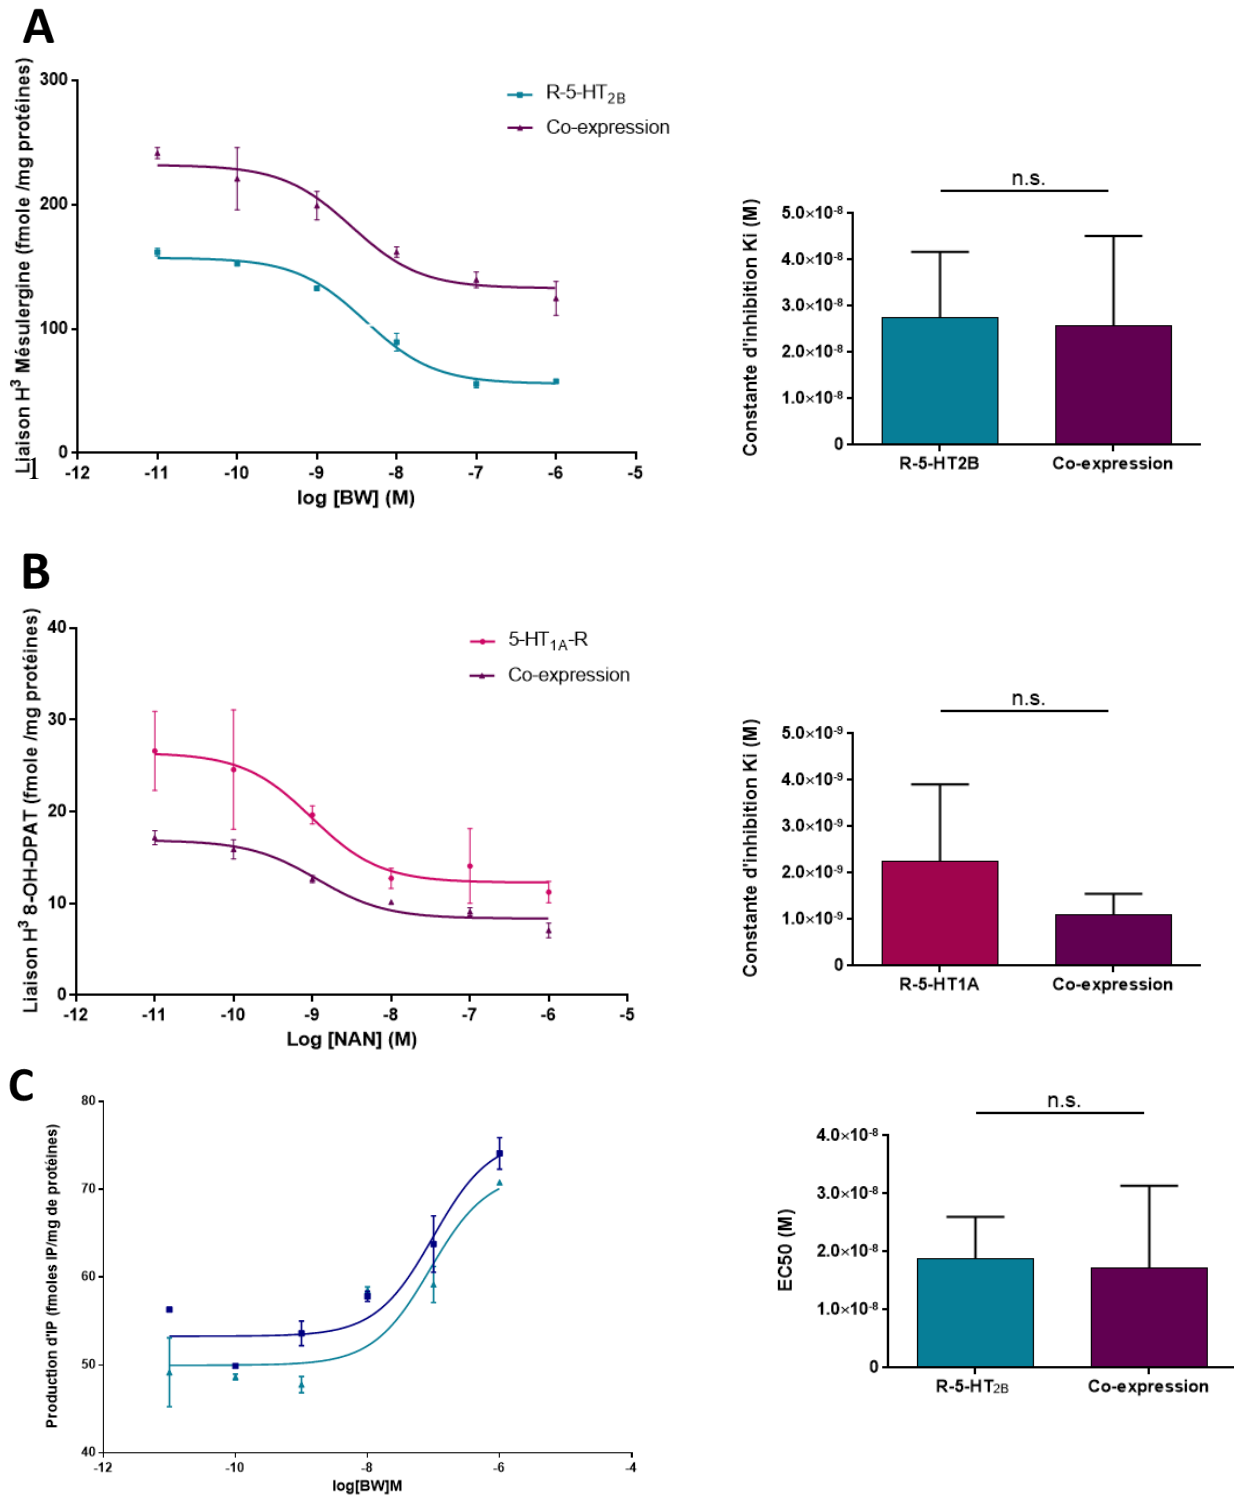 A
Liaison H³ Mésulergine (fmole /mg protéines)
300
200
100
0
1
-12 -11 -10 -9 -8 -7 -6 -5
log [BW] (M)
R-5-HT2B
Co-expression
n.s.
Constante d'inhibition Ki (M)
5.0×10-8
4.0×10-8
3.0×10-8
2.0×10-8
1.0×10-8
0
R-5-HT2B Co-expression
B
Liaison H³ 8-OH-DPAT (fmole /mg protéines)
40
30
20
10
0
-12 -11 -10 -9 -8 -7 -6 -5
Log [NAN] (M)
5-HT1A-R
Co-expression
n.s.
Constante d'inhibition Ki (M)
5.0×10-9
4.0×10-9
3.0×10-9
2.0×10-9
1.0×10-9
0
R-5-HT1A Co-expression
C
Production d'IP (fmoles IP/mg de protéines)
80
70
60
50
40
-12 -10 -8 -6 -4
log[BW]M
n.s.
EC50 (M)
4.0×10-8
3.0×10-8
2.0×10-8
1.0×10-8
0
R-5-HT2B Co-expression